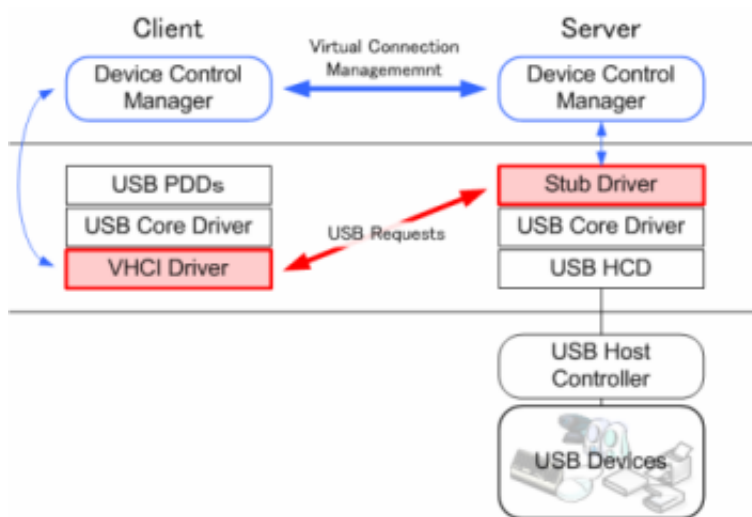 Client
Server
Virtual Connection
Managememnt
Device Control
Manager
Device Control
Manager
USB PDDs
USB Core Driver
VHCI Driver
USB Requests
Stub Driver
USB Core Driver
USB HCD
USB Host
Controller
USB Devices